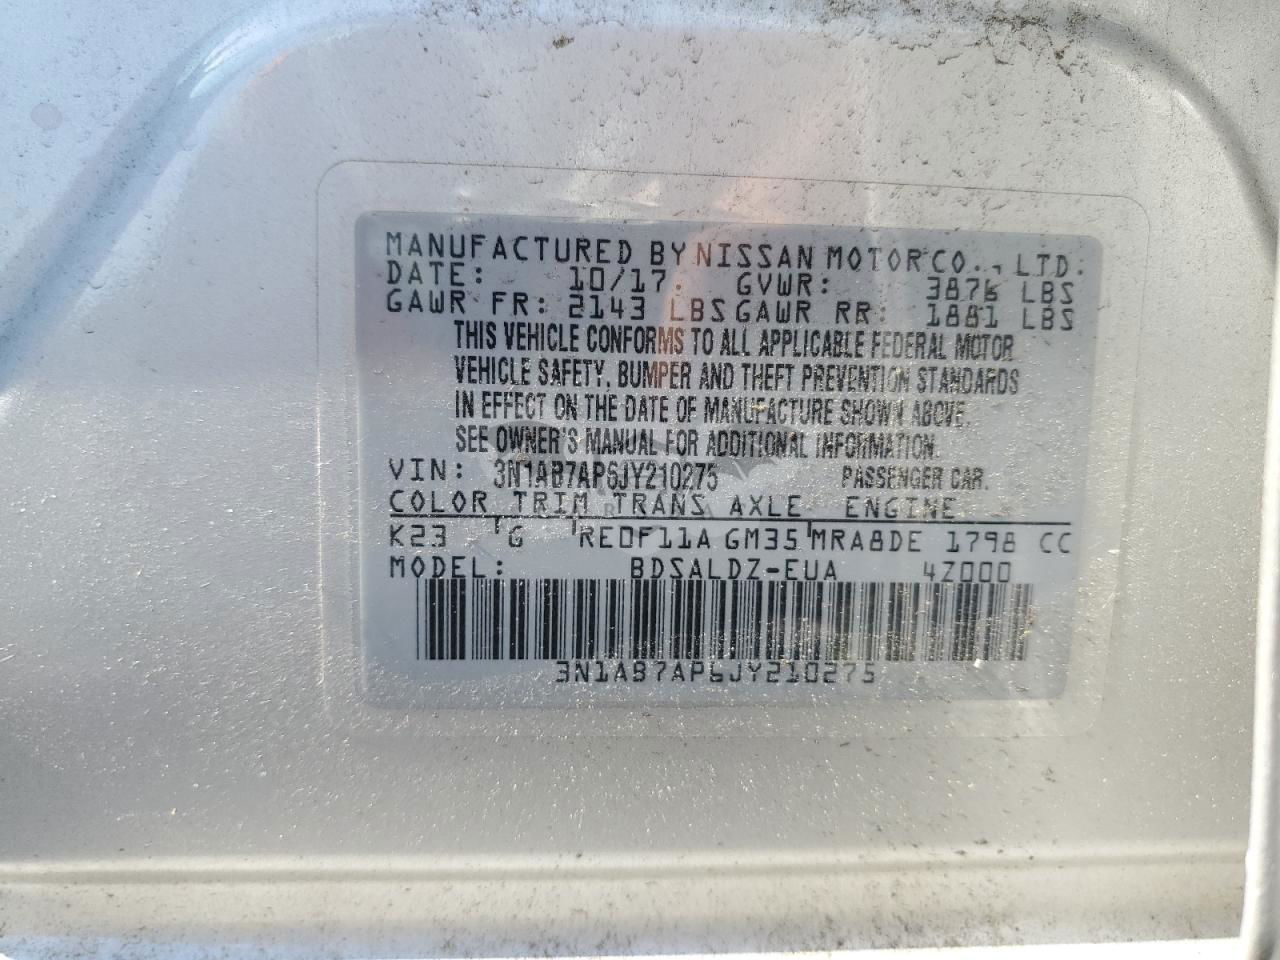 MANUFACTURED BY NISSAN MOTOR CO., LTD.
DATE: 10/17 GVWR: 3876 LBS
GAWR FR: 2143 LBS GAWR RR: 1881 LBS
THIS VEHICLE CONFORMS TO ALL APPLICABLE FEDERAL MOTOR
VEHICLE SAFETY, BUMPER AND THEFT PREVENTION STANDARDS
IN EFFECT ON THE DATE OF MANUFACTURE SHOWN ABOVE.
SEE OWNER'S MANUAL FOR ADDITIONAL INFORMATION.
VIN: 3N1AB7AP6JY210275 PASSENGER CAR.
COLOR TRIM TRANS AXLE ENGINE
K23 G RE0F11A GM35 MRA8DE 1798 CC
MODEL: BDSALDZ-EUA 4Z000
3N1AB7AP6JY210275